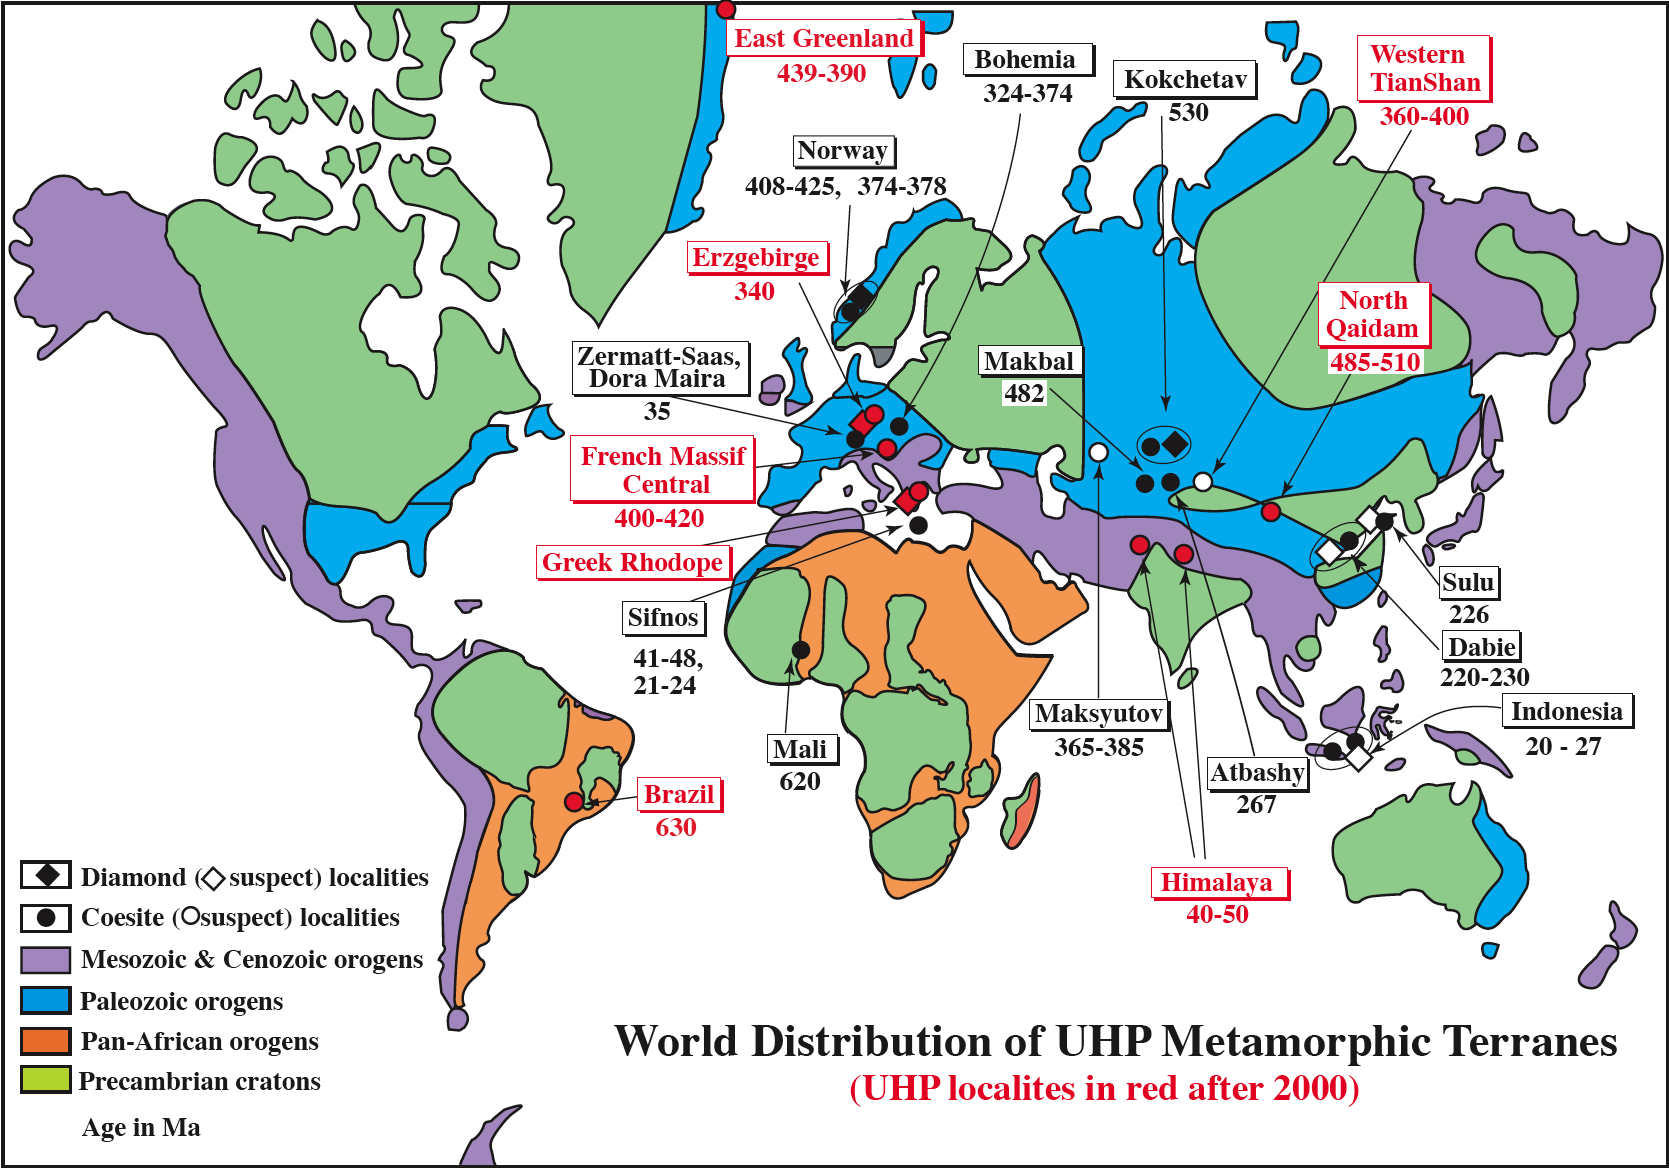 East Greenland
439-390
Bohemia
324-374
Kokchetav
530
Western
TianShan
360-400
Norway
408-425, 374-378
Erzgebirge
340
North
Qaidam
485-510
Zermatt-Saas,
Dora Maira
35
Makbal
482
French Massif
Central
400-420
Greek Rhodope
Sifnos
41-48,
21-24
Sulu
226
Dabie
220-230
Mali
620
Maksyutov
365-385
Indonesia
20 - 27
Atbashy
267
Brazil
630
Himalaya
40-50
Diamond (suspect) localities
Coesite (suspect) localities
Mesozoic & Cenozoic orogens
Paleozoic orogens
Pan-African orogens
Precambrian cratons
Age in Ma
World Distribution of UHP Metamorphic Terranes
(UHP localites in red after 2000)